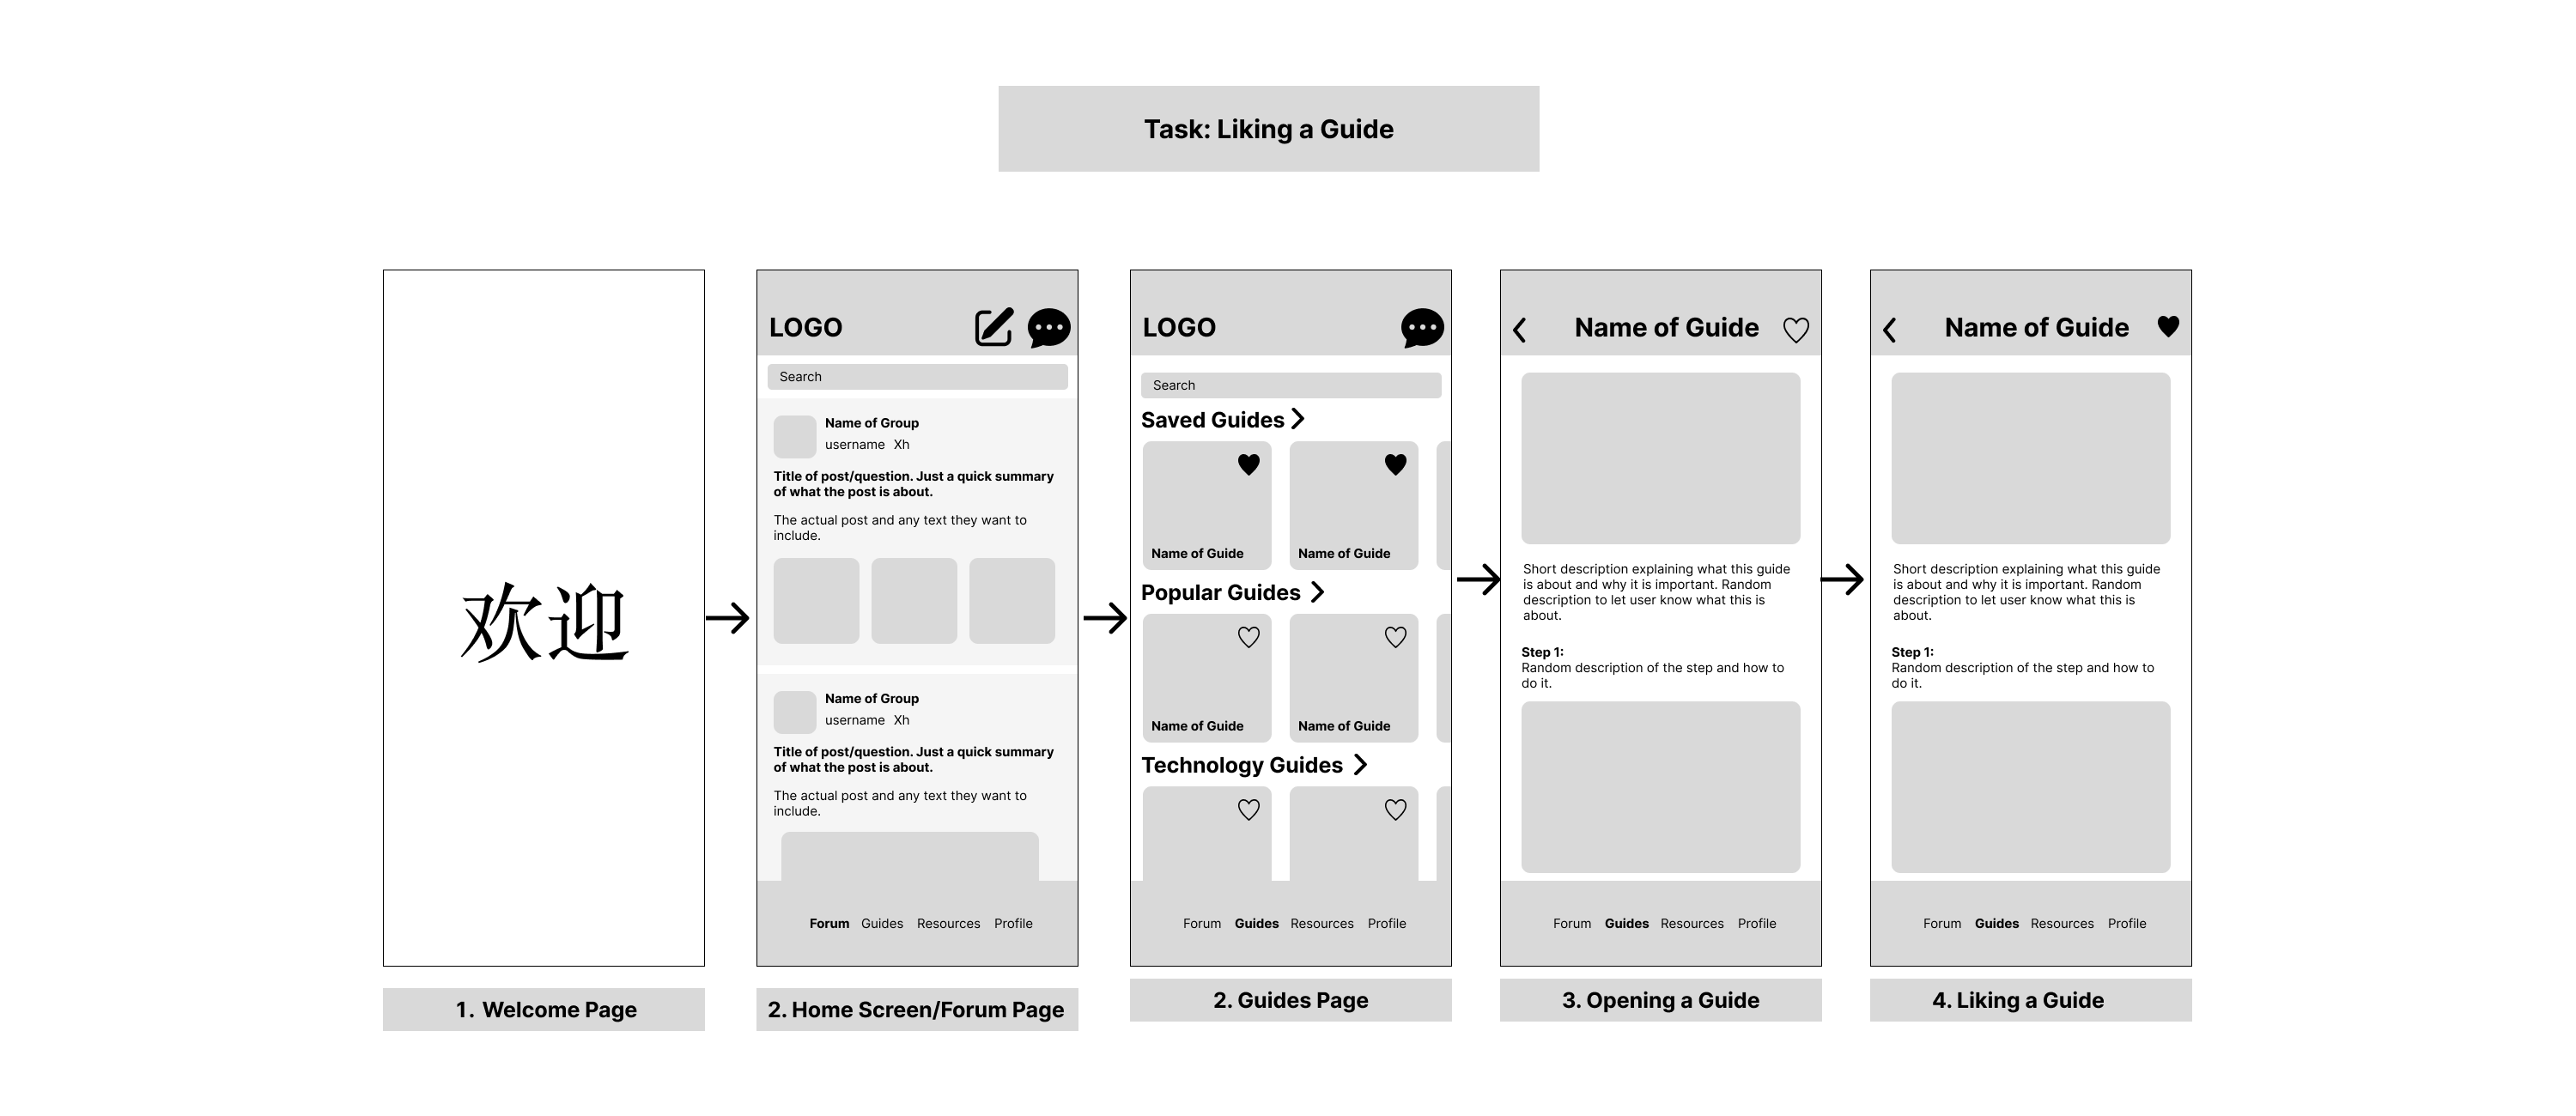 Task: Liking a Guide
欢迎
1. Welcome Page
LOGO
Search
Name of Group
username Xh
Title of post/question. Just a quick summary
of what the post is about.
The actual post and any text they want to
include.
Name of Group
username Xh
Title of post/question. Just a quick summary
of what the post is about.
The actual post and any text they want to
include.
Forum Guides Resources Profile
2. Home Screen/Forum Page
LOGO
Search
Saved Guides
Name of Guide Name of Guide
Popular Guides
Name of Guide Name of Guide
Technology Guides
Forum Guides Resources Profile
2. Guides Page
Name of Guide
Short description explaining what this guide
is about and why it is important. Random
description to let user know what this is
about.
Step 1:
Random description of the step and how to
do it.
Forum Guides Resources Profile
3. Opening a Guide
Name of Guide
Short description explaining what this guide
is about and why it is important. Random
description to let user know what this is
about.
Step 1:
Random description of the step and how to
do it.
Forum Guides Resources Profile
4. Liking a Guide